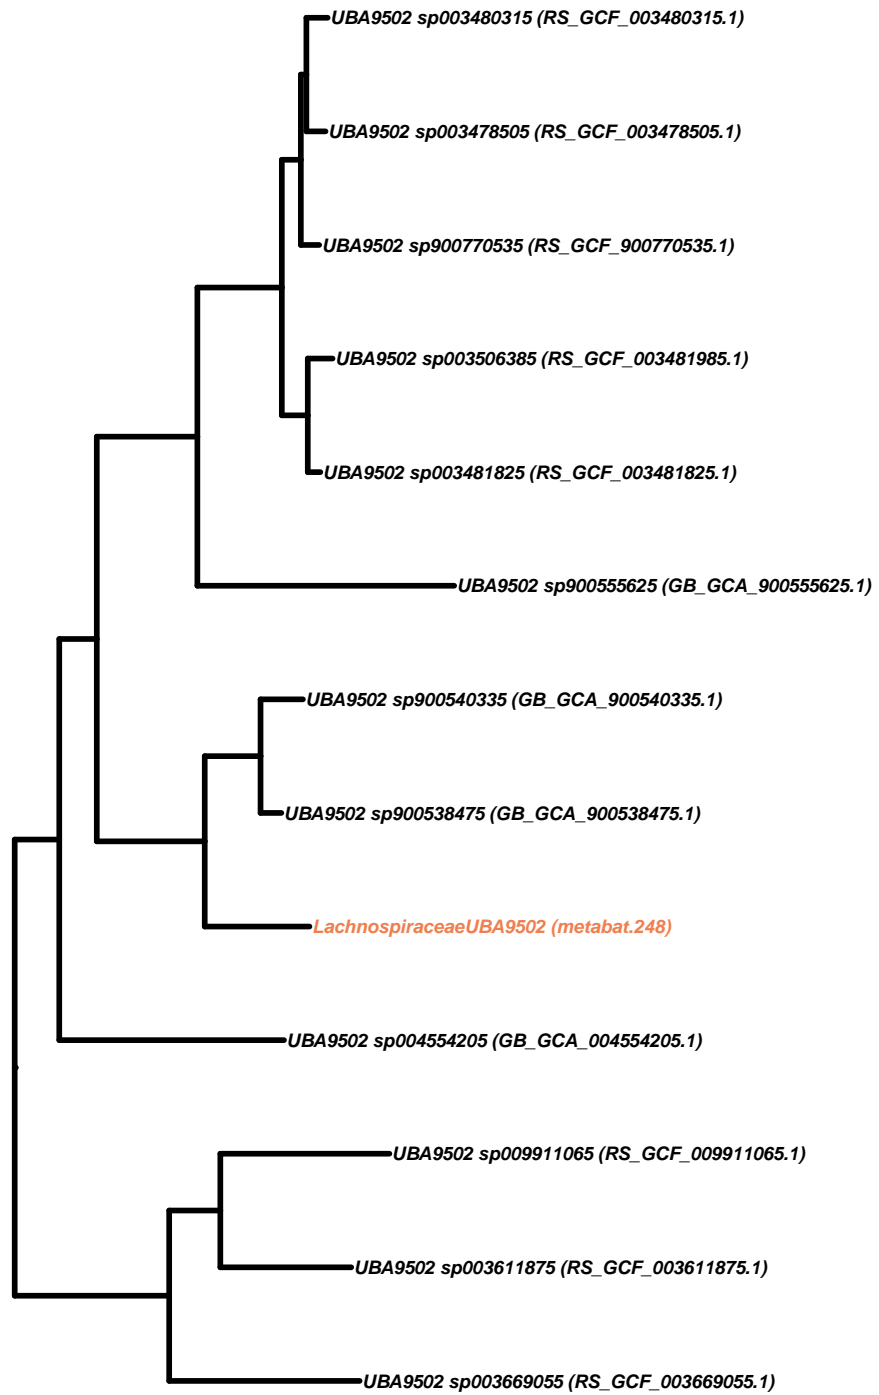 UBA9502 sp003480315 (RS_GCF_003480315.1)
UBA9502 sp003478505 (RS_GCF_003478505.1)
UBA9502 sp900770535 (RS_GCF_900770535.1)
UBA9502 sp003506385 (RS_GCF_003481985.1)
UBA9502 sp003481825 (RS_GCF_003481825.1)
UBA9502 sp900555625 (GB_GCA_900555625.1)
UBA9502 sp900540335 (GB_GCA_900540335.1)
UBA9502 sp900538475 (GB_GCA_900538475.1)
LachnospiraceaeUBA9502 (metabat.248)
UBA9502 sp004554205 (GB_GCA_004554205.1)
UBA9502 sp009911065 (RS_GCF_009911065.1)
UBA9502 sp003611875 (RS_GCF_003611875.1)
UBA9502 sp003669055 (RS_GCF_003669055.1)